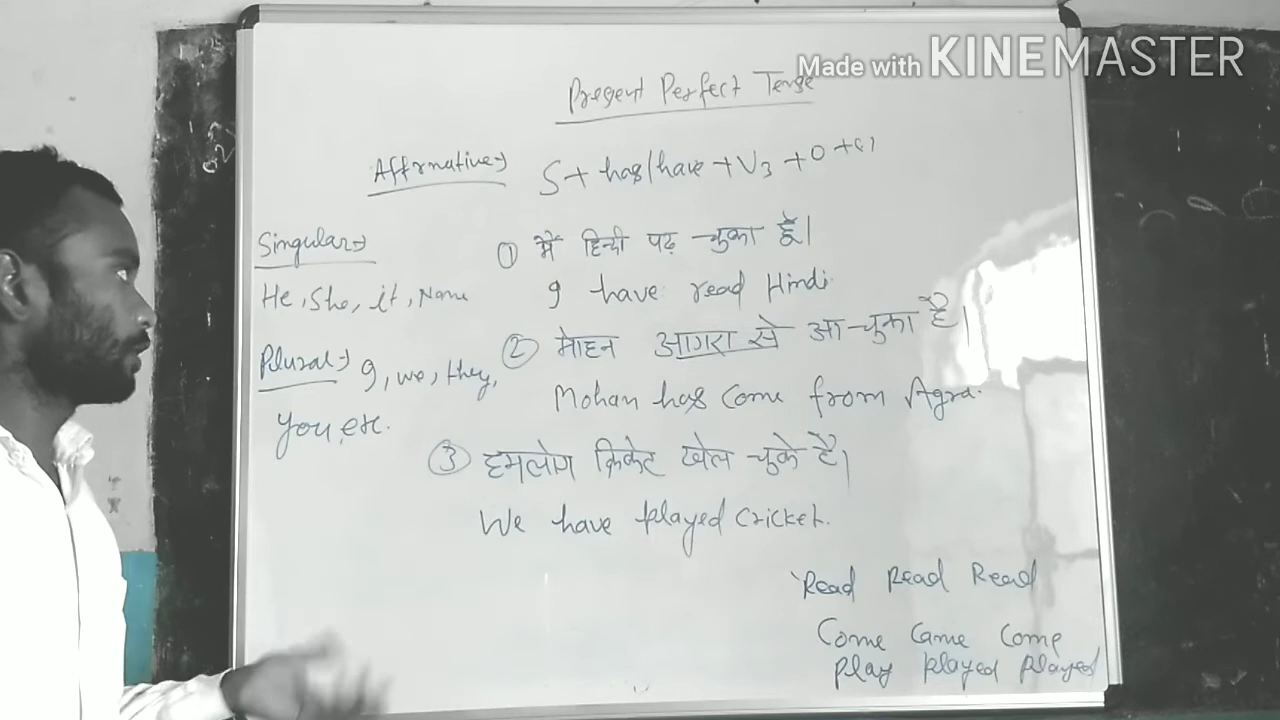 Made with KINEMASTER
Present Perfect Tense
Affrmative→ S + has/have + V3 + O + 
Singular→
He, She, it, Name
Plural→ I, we, they,
You, etc.
① मैं हिन्दी पढ़ चुका हूँ।
I have read Hindi.
② मोहन आगरा से आ चुका है।
Mohan has come from Agra.
③ हमलोग क्रिकेट खेल चुके है।
We have played cricket.
Read Read Read
Come Came Come
play played played